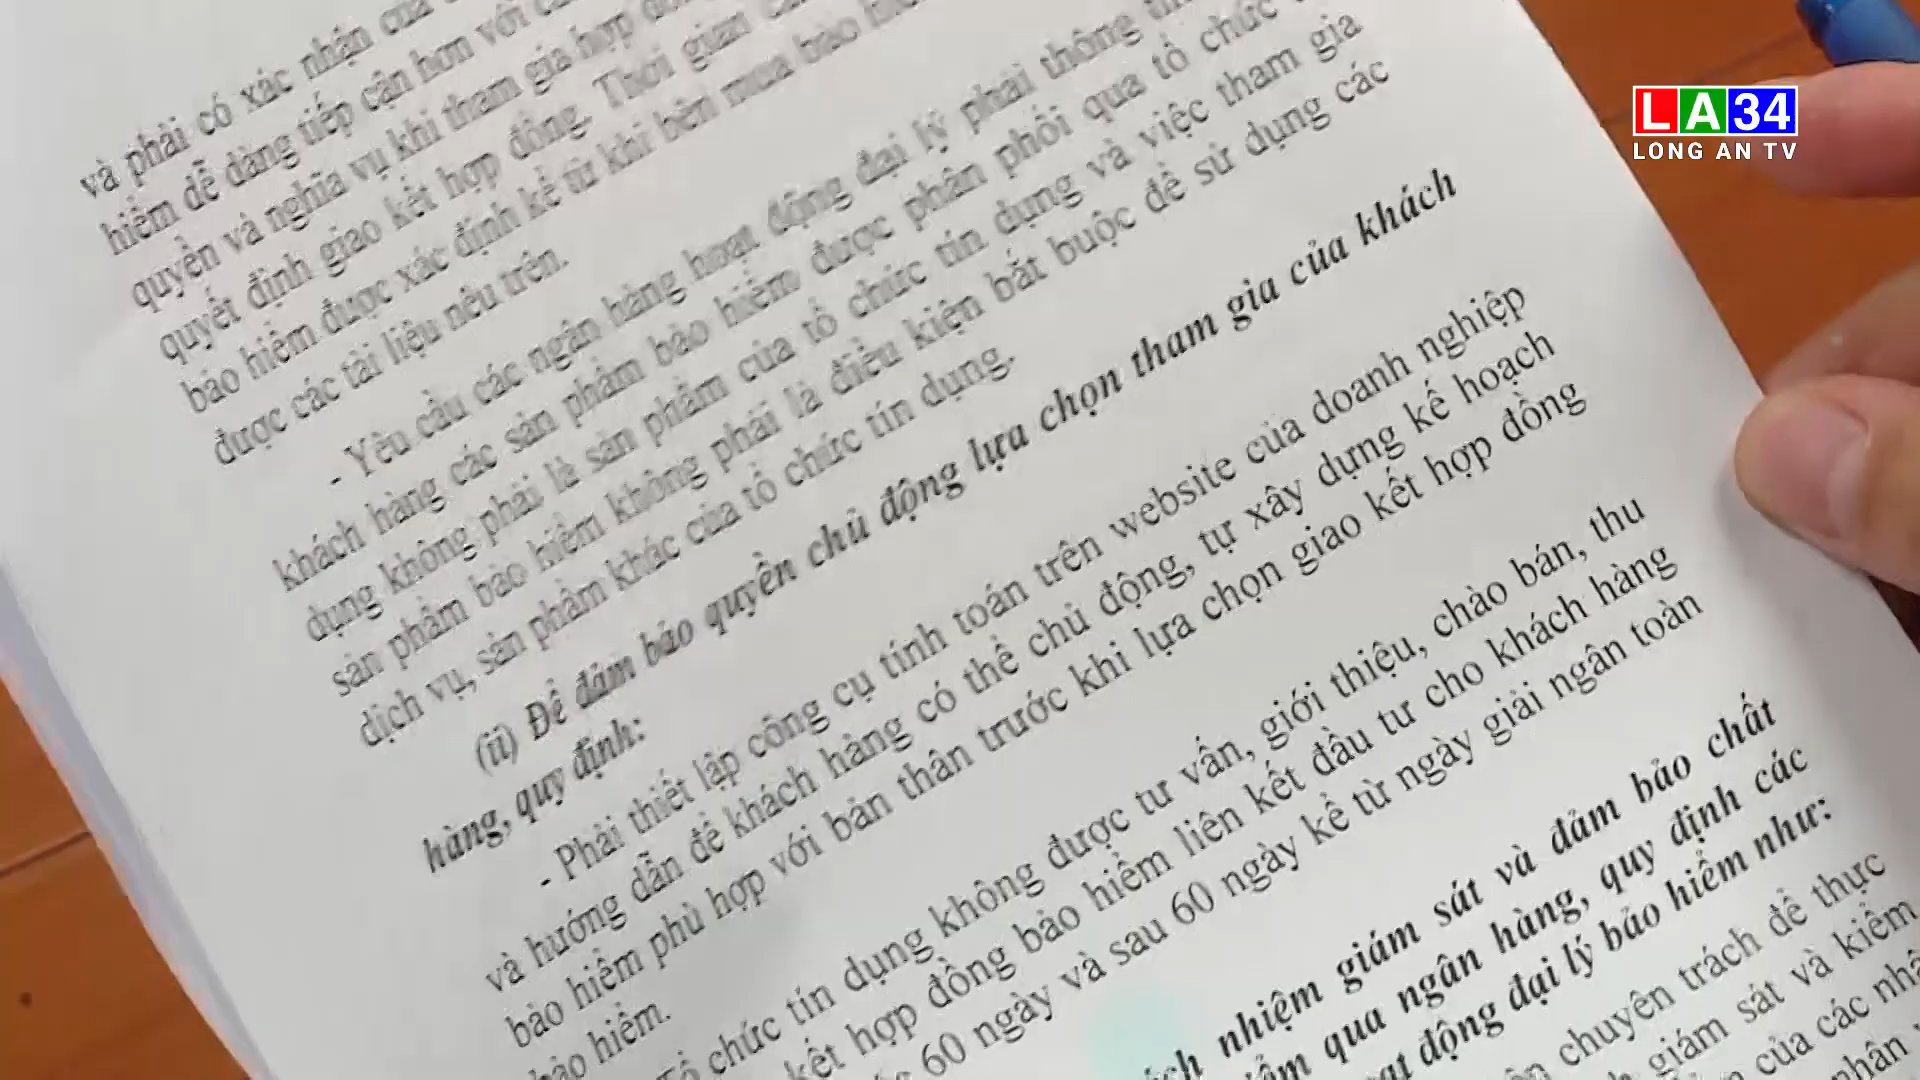 và phải có xác nhận của
hiểm dễ dàng tiếp cận hơn với
quyền và nghĩa vụ khi tham gia hợp
quyết định giao kết hợp đồng. Thời gian
bảo hiểm được xác định kể từ khi bên mua bảo
được các tài liệu nêu trên.
- Yêu cầu các ngân hàng hoạt động đại lý phải thông
khách hàng các sản phẩm bảo hiểm được phân phối qua tổ chức
dụng không phải là sản phẩm của tổ chức tín dụng và việc tham gia
sản phẩm bảo hiểm không phải là điều kiện bắt buộc để sử dụng các
dịch vụ, sản phẩm khác của tổ chức tín dụng.
(ii) Để đảm bảo quyền chủ động lựa chọn tham gia của khách
hàng, quy định:
- Phải thiết lập công cụ tính toán trên website của doanh nghiệp
và hướng dẫn để khách hàng có thể chủ động, tự xây dựng kế hoạch
bảo hiểm phù hợp với bản thân trước khi lựa chọn giao kết hợp đồng
bảo hiểm.
Tổ chức tín dụng không được tư vấn, giới thiệu, chào bán, thu
kết hợp đồng bảo hiểm liên kết đầu tư cho khách hàng
60 ngày và sau 60 ngày kể từ ngày giải ngân toàn
nhiệm giám sát và đảm bảo chất
qua ngân hàng, quy định các
động đại lý bảo hiểm như:
chuyên trách để thực
giám sát và kiểm
của các
LA34
LONG AN TV